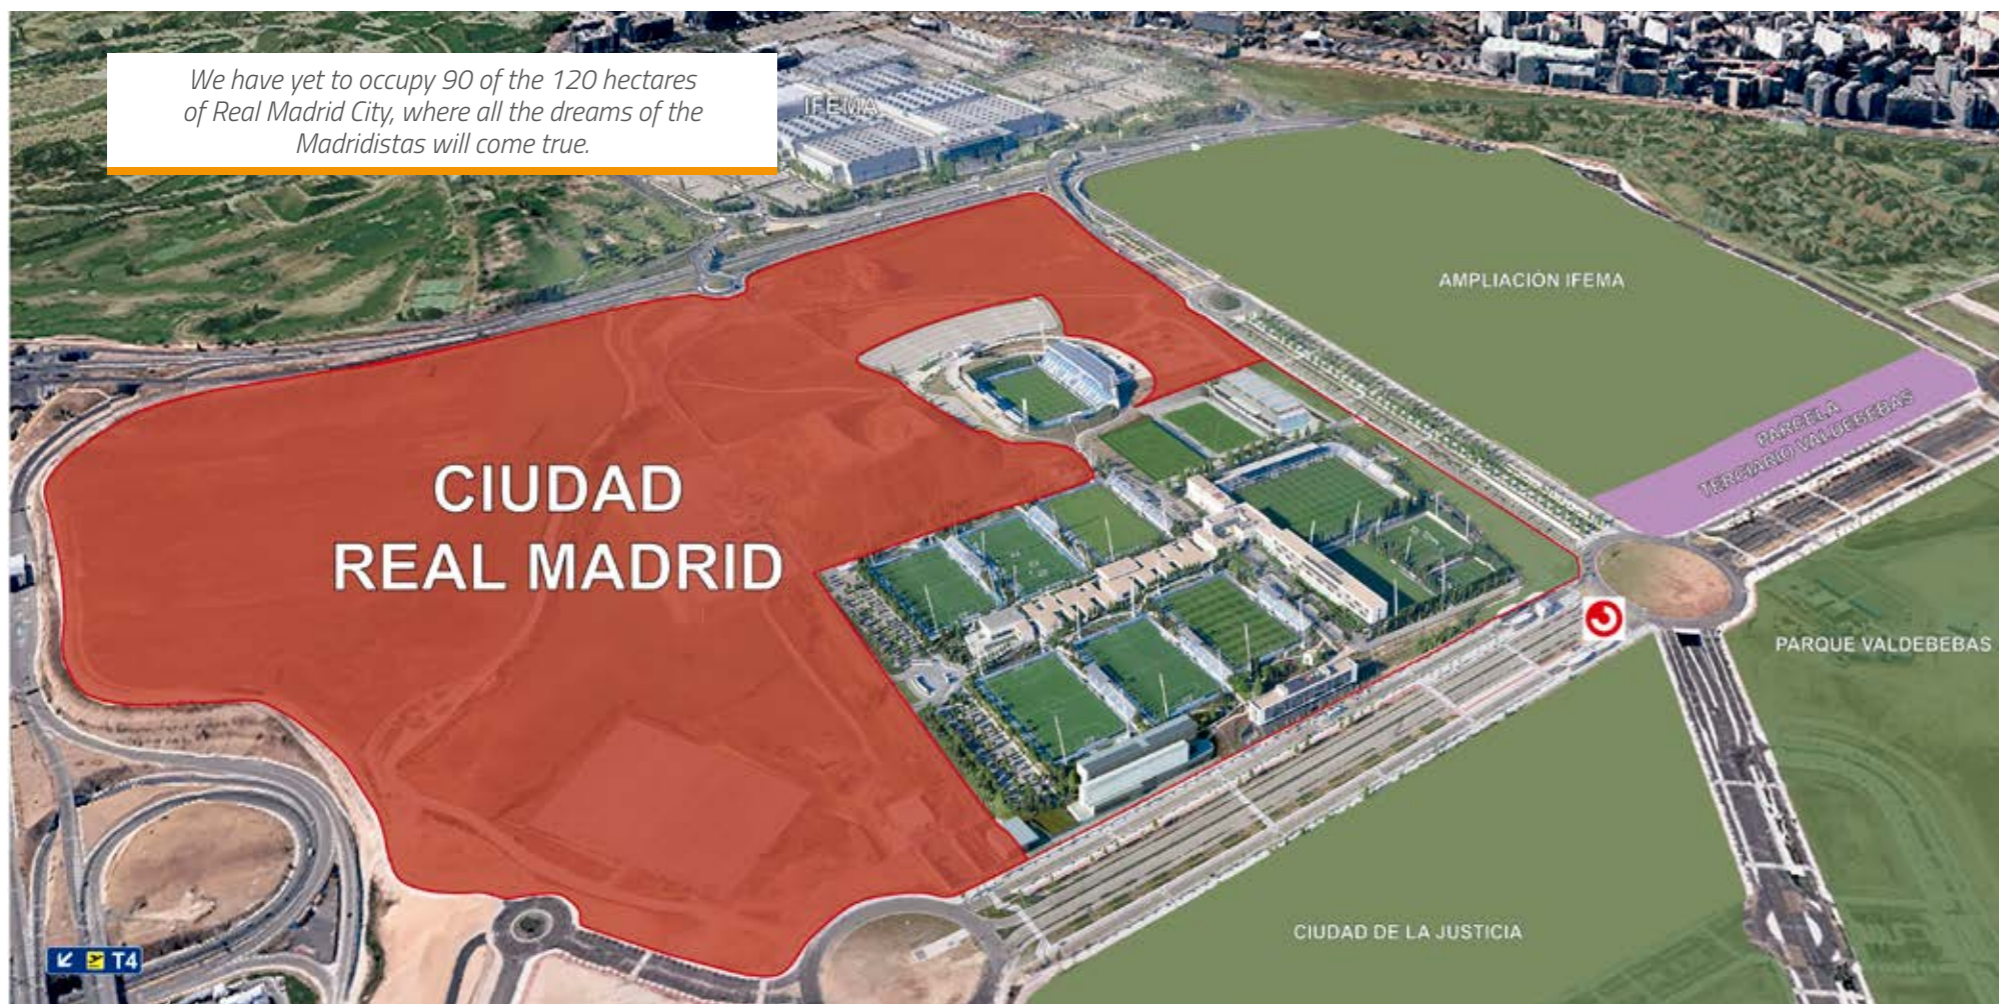 We have yet to occupy 90 of the 120 hectares
of Real Madrid City, where all the dreams of the
Madridistas will come true.
IFEMA
AMPLIACIÓN IFEMA
PARCELA
TERCIARIO VALDEBEBAS
CIUDAD
REAL MADRID
PARQUE VALDEBEBAS
CIUDAD DE LA JUSTICIA
T4